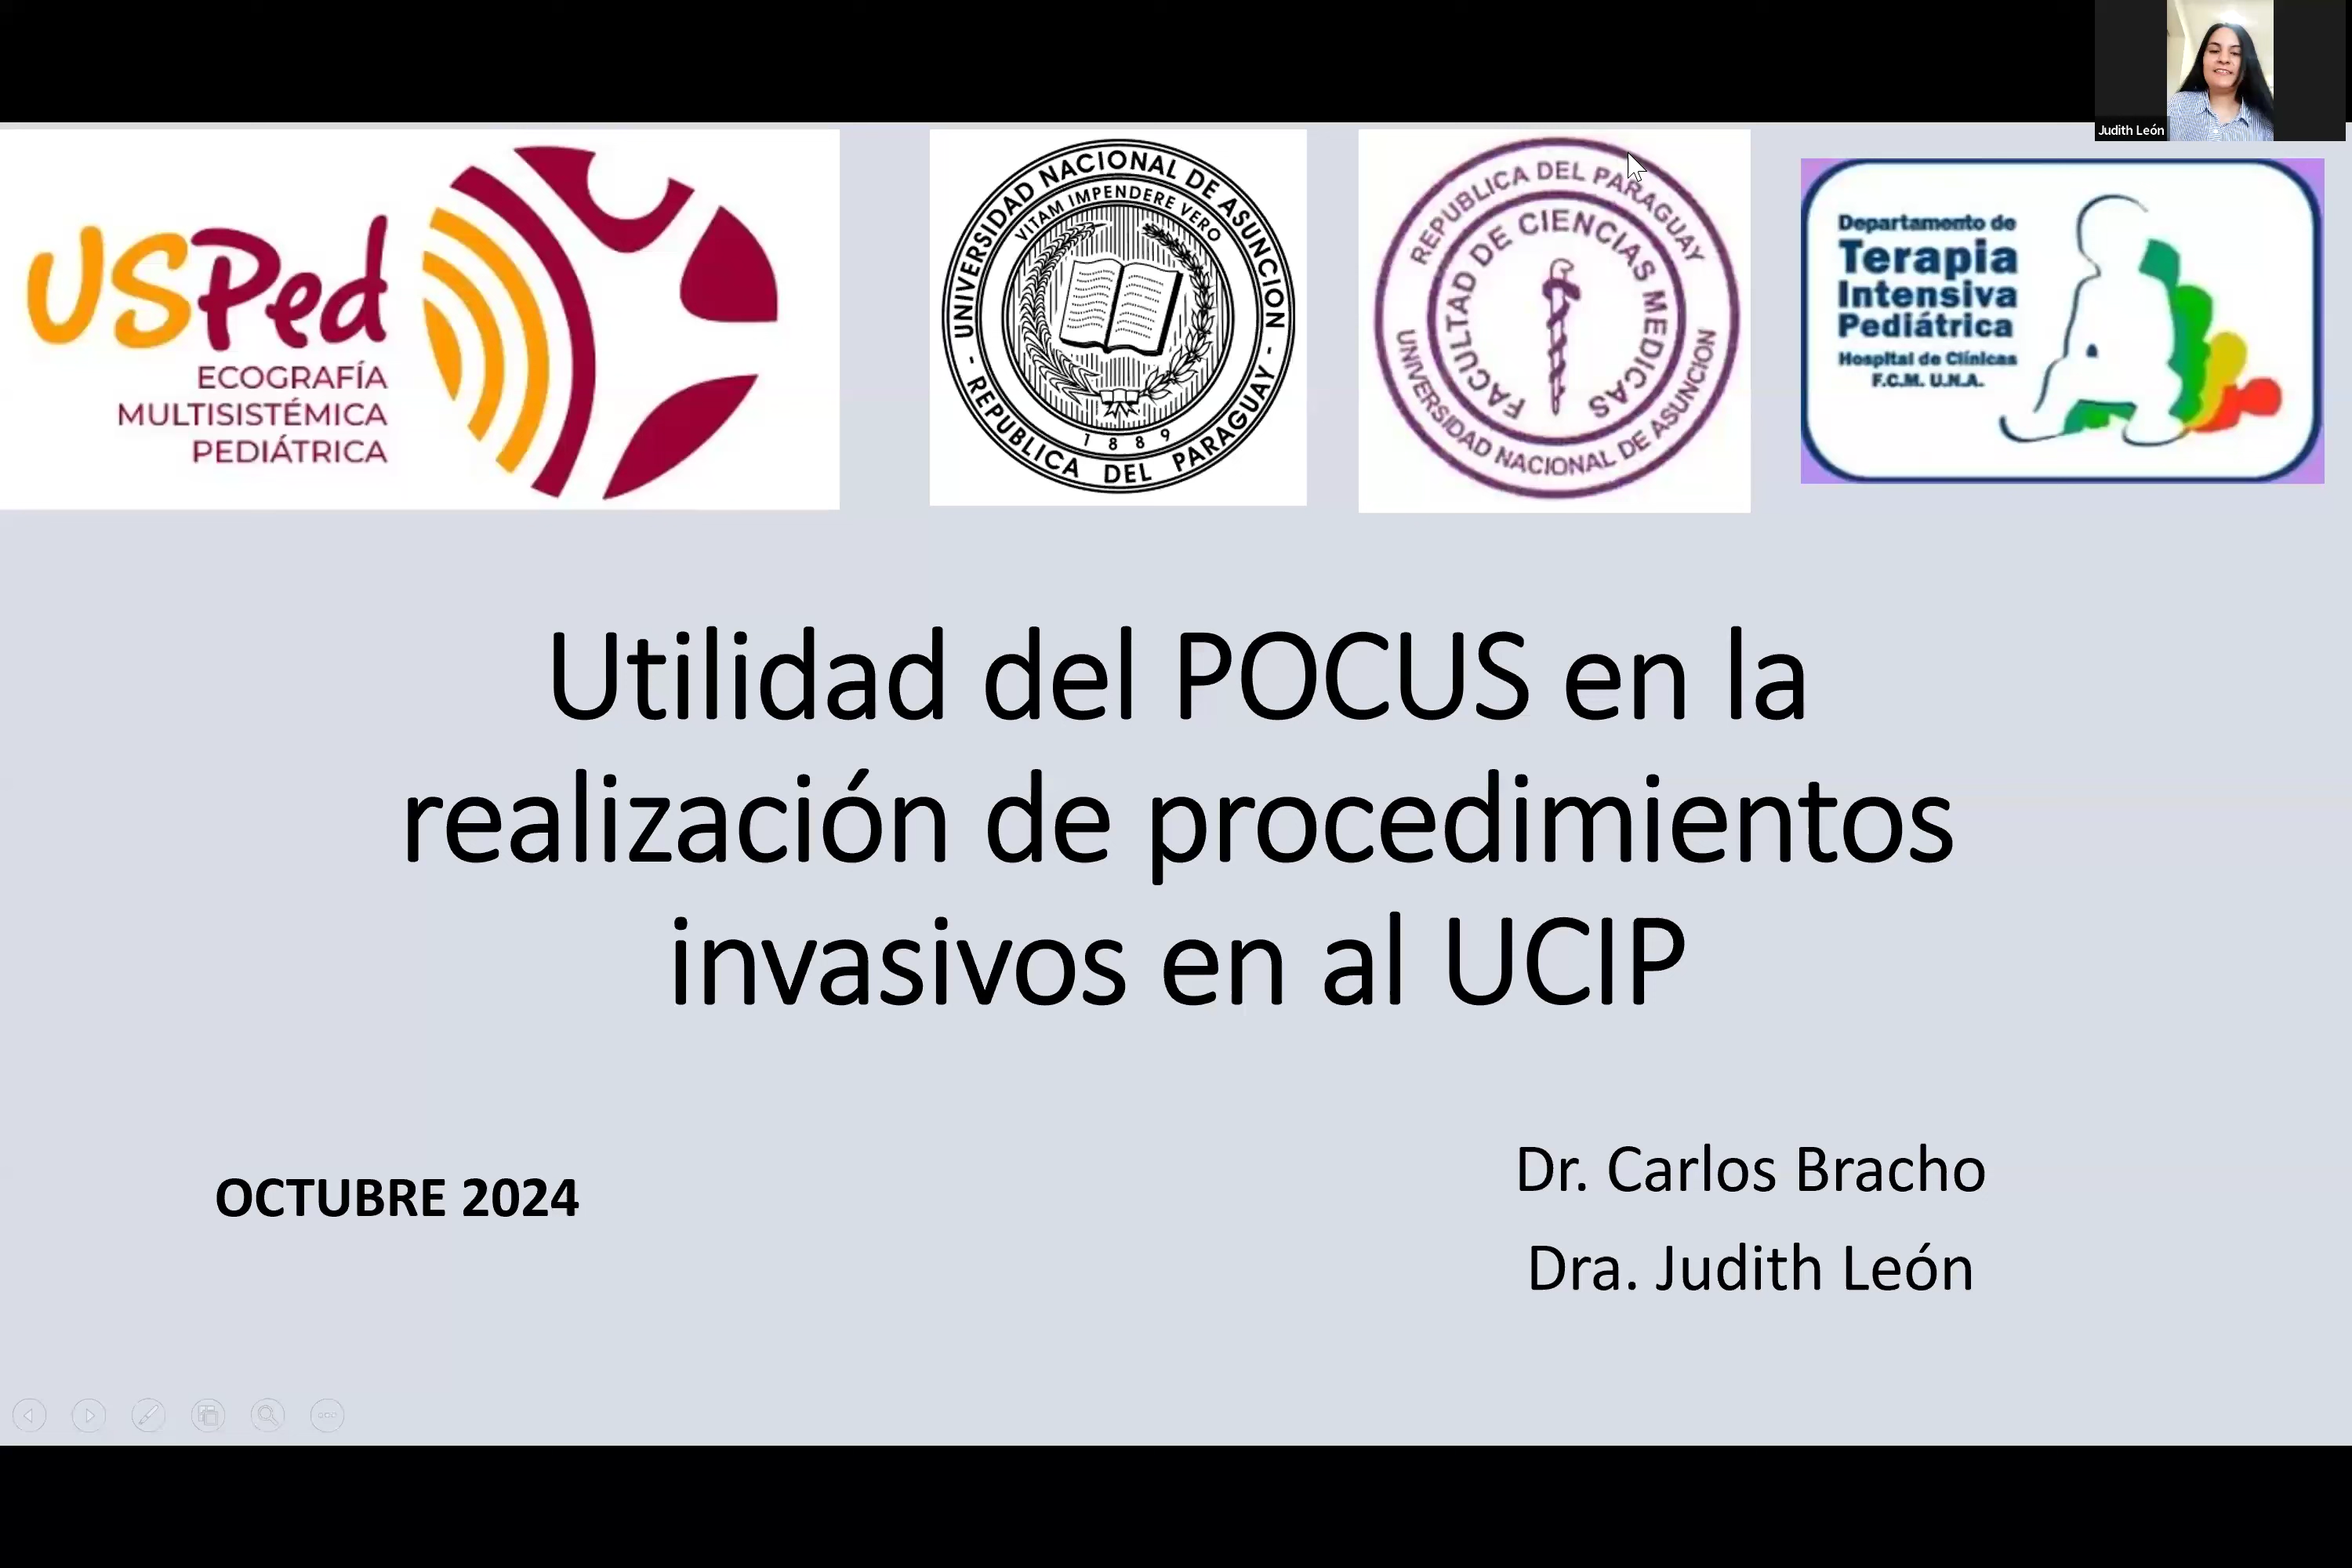 Judith León
USPed
ECOGRAFÍA
MULTISISTÉMICA
PEDIÁTRICA
UNIVERSIDAD NACIONAL DE ASUNCION
VITAM IMPENDERE VERO
1889
- REPUBLICA DEL PARAGUAY -
REPUBLICA DEL PARAGUAY
FACULTAD DE CIENCIAS MEDICAS
UNIVERSIDAD NACIONAL DE ASUNCION
Departamento de
Terapia
Intensiva
Pediátrica
Hospital de Clínicas
F.C.M. U.N.A.
Utilidad del POCUS en la
realización de procedimientos
invasivos en al UCIP
OCTUBRE 2024
Dr. Carlos Bracho
Dra. Judith León